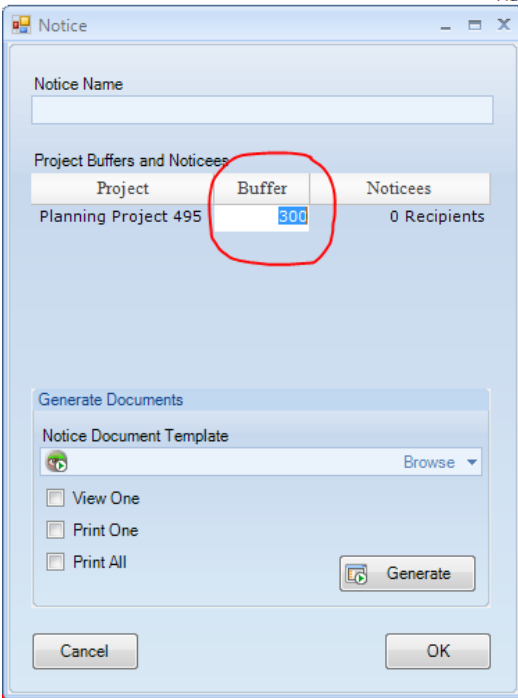 Notice
Notice Name
Project Buffers and Noticees
Project Buffer Noticees
Planning Project 495 300 0 Recipients
Generate Documents
Notice Document Template
Browse
View One
Print One
Print All
Generate
Cancel OK